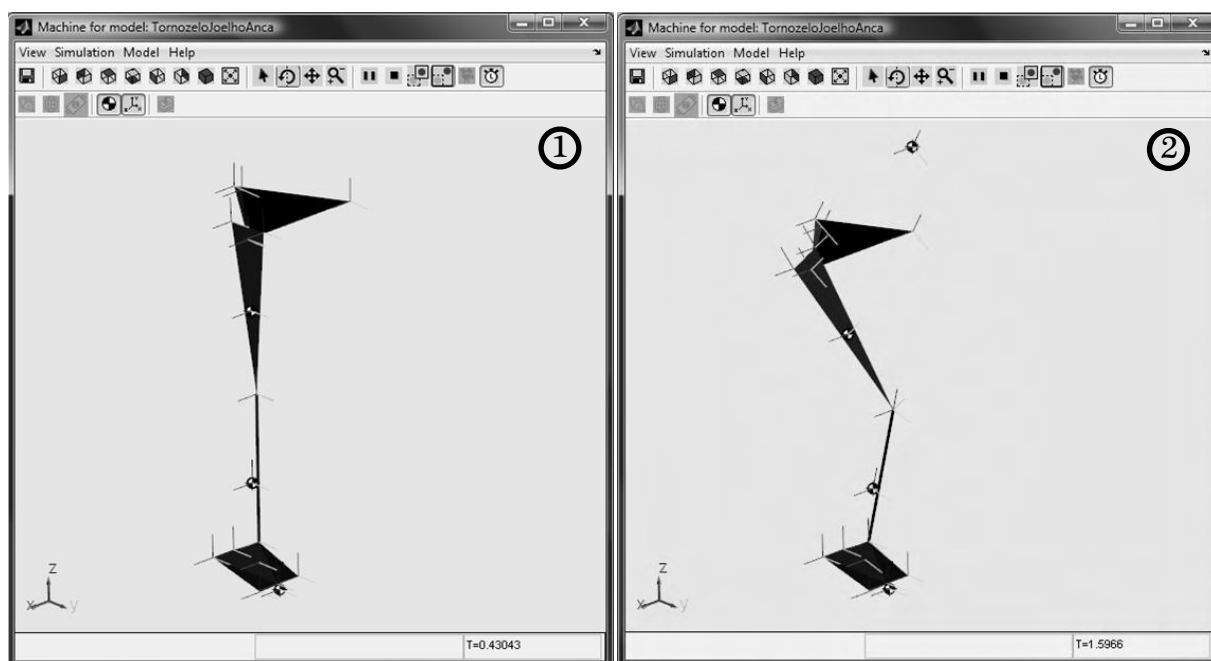 Machine for model: TornozeloJoelhoAnca
View Simulation Model Help
1
z
x
y
T=0.43043
Machine for model: TornozeloJoelhoAnca
View Simulation Model Help
2
z
x
y
T=1.5966